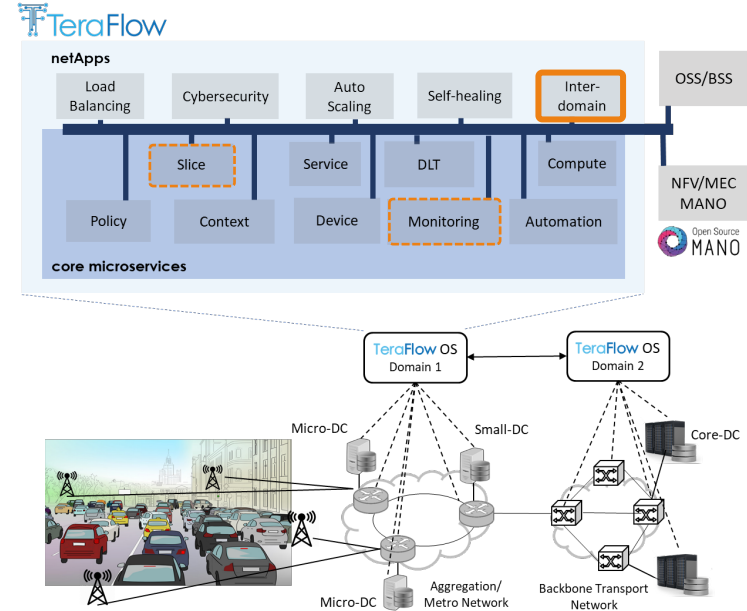 TeraFlow
netApps
Load
Balancing
Cybersecurity
Auto
Scaling
Self-healing
Inter-
domain
OSS/BSS
Slice
Service
DLT
Compute
NFV/MEC
MANO
Policy
Context
Device
Monitoring
Automation
Open Source
MANO
core microservices
TeraFlow OS
Domain 1
TeraFlow OS
Domain 2
Micro-DC
Small-DC
Core-DC
Micro-DC
Aggregation/
Metro Network
Backbone Transport
Network